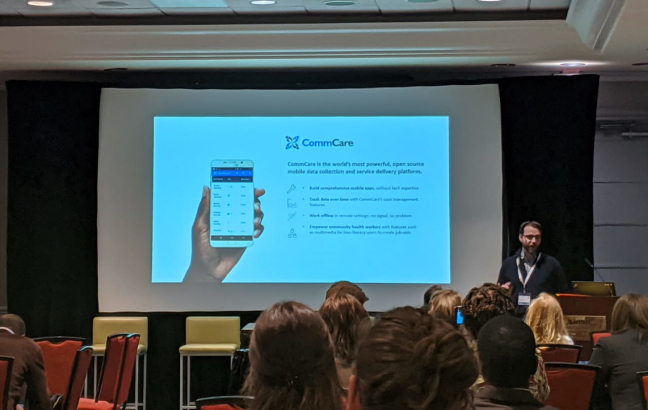 CommCare
CommCare is the world's most powerful, open source
mobile data collection and service delivery platform.
Build comprehensive mobile apps, without tech expertise
Track data over time with CommCare's case management
features
Work offline in remote settings; no signal, no problem
Empower community health workers with features such
as multimedia for low-literacy users to create job aids